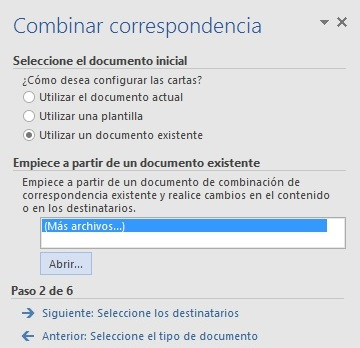 Combinar correspondencia
Seleccione el documento inicial
¿Cómo desea configurar las cartas?
Utilizar el documento actual
Utilizar una plantilla
Utilizar un documento existente
Empiece a partir de un documento existente
Empiece a partir de un documento de combinación de
correspondencia existente y realice cambios en el contenido
o en los destinatarios.
(Más archivos...)
Abrir...
Paso 2 de 6
Siguiente: Seleccione los destinatarios
Anterior: Seleccione el tipo de documento